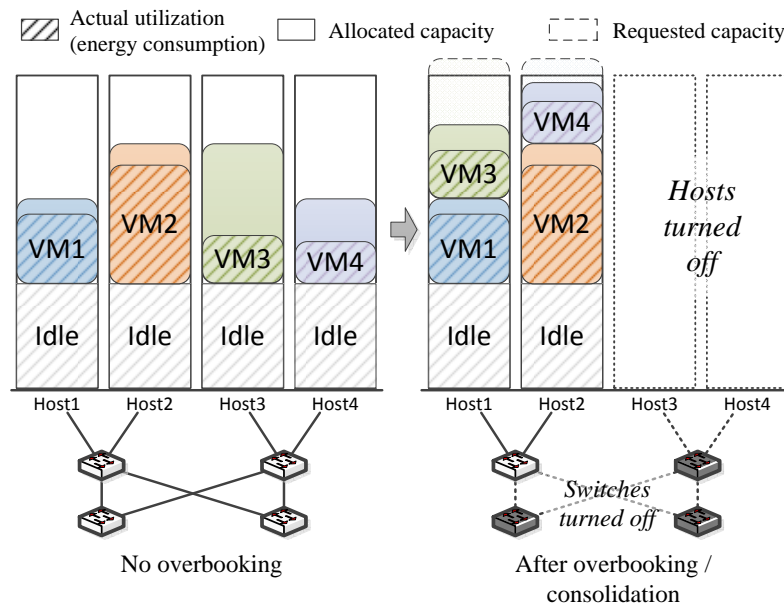 Actual utilization
(energy consumption)
Allocated capacity
Requested capacity
VM1
VM2
VM3
VM4
Idle
Idle
Idle
Idle
VM3
VM1
VM4
VM2
Idle
Idle
Hosts
turned
off
Host1
Host2
Host3
Host4
Host1
Host2
Host3
Host4
Switches
turned off
No overbooking
After overbooking /
consolidation